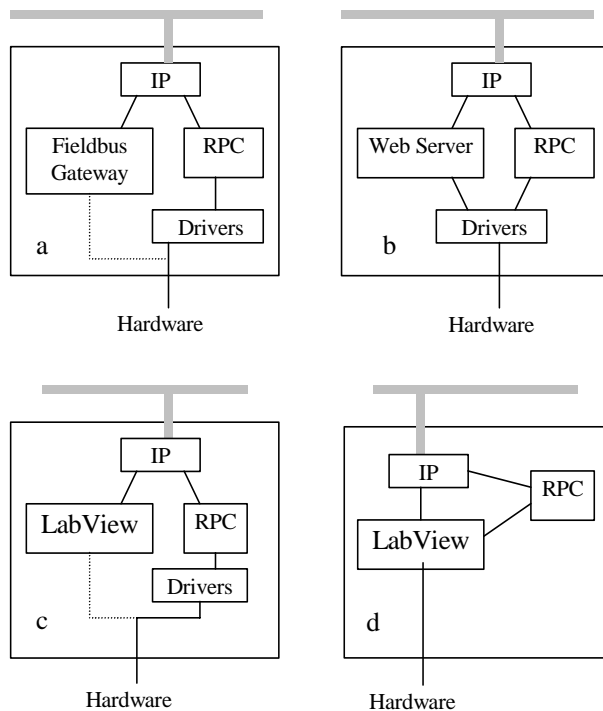 IP
Fieldbus
Gateway
RPC
Drivers
a
Hardware
IP
Web Server
RPC
Drivers
b
Hardware
IP
LabView
RPC
Drivers
c
Hardware
IP
RPC
LabView
d
Hardware